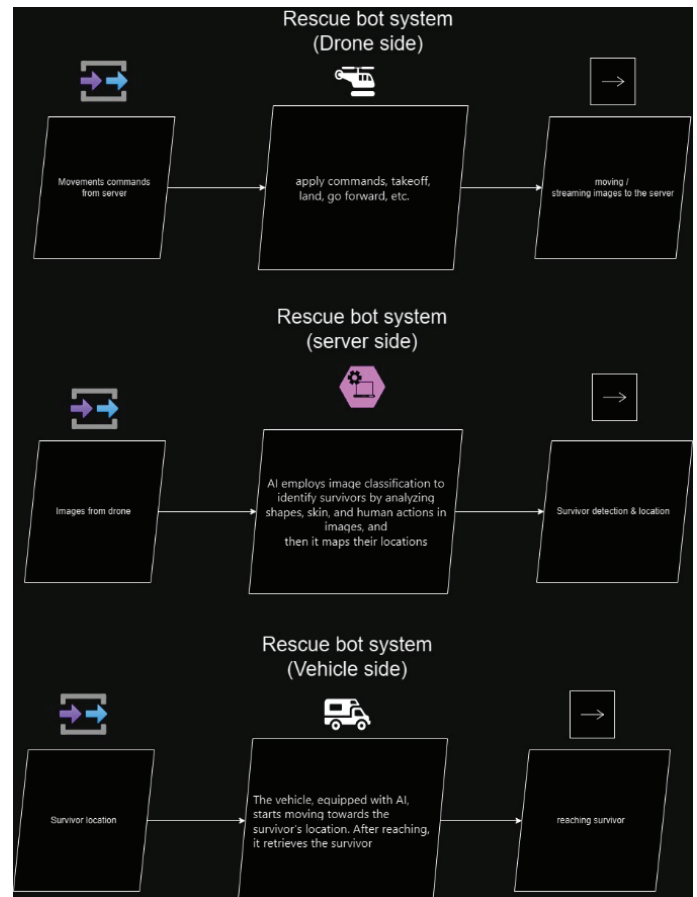 Rescue bot system
(Drone side)
Movements commands
from server
apply commands, takeoff,
land, go forward, etc.
moving /
streaming images to the server
Rescue bot system
(server side)
Images from drone
AI employs image classification to
identify survivors by analyzing
shapes, skin, and human actions in
images, and
then it maps their locations
Survivor detection & location
Rescue bot system
(Vehicle side)
Survivor location
The vehicle, equipped with AI,
starts moving towards the
survivor's location. After reaching,
it retrieves the survivor
reaching survivor